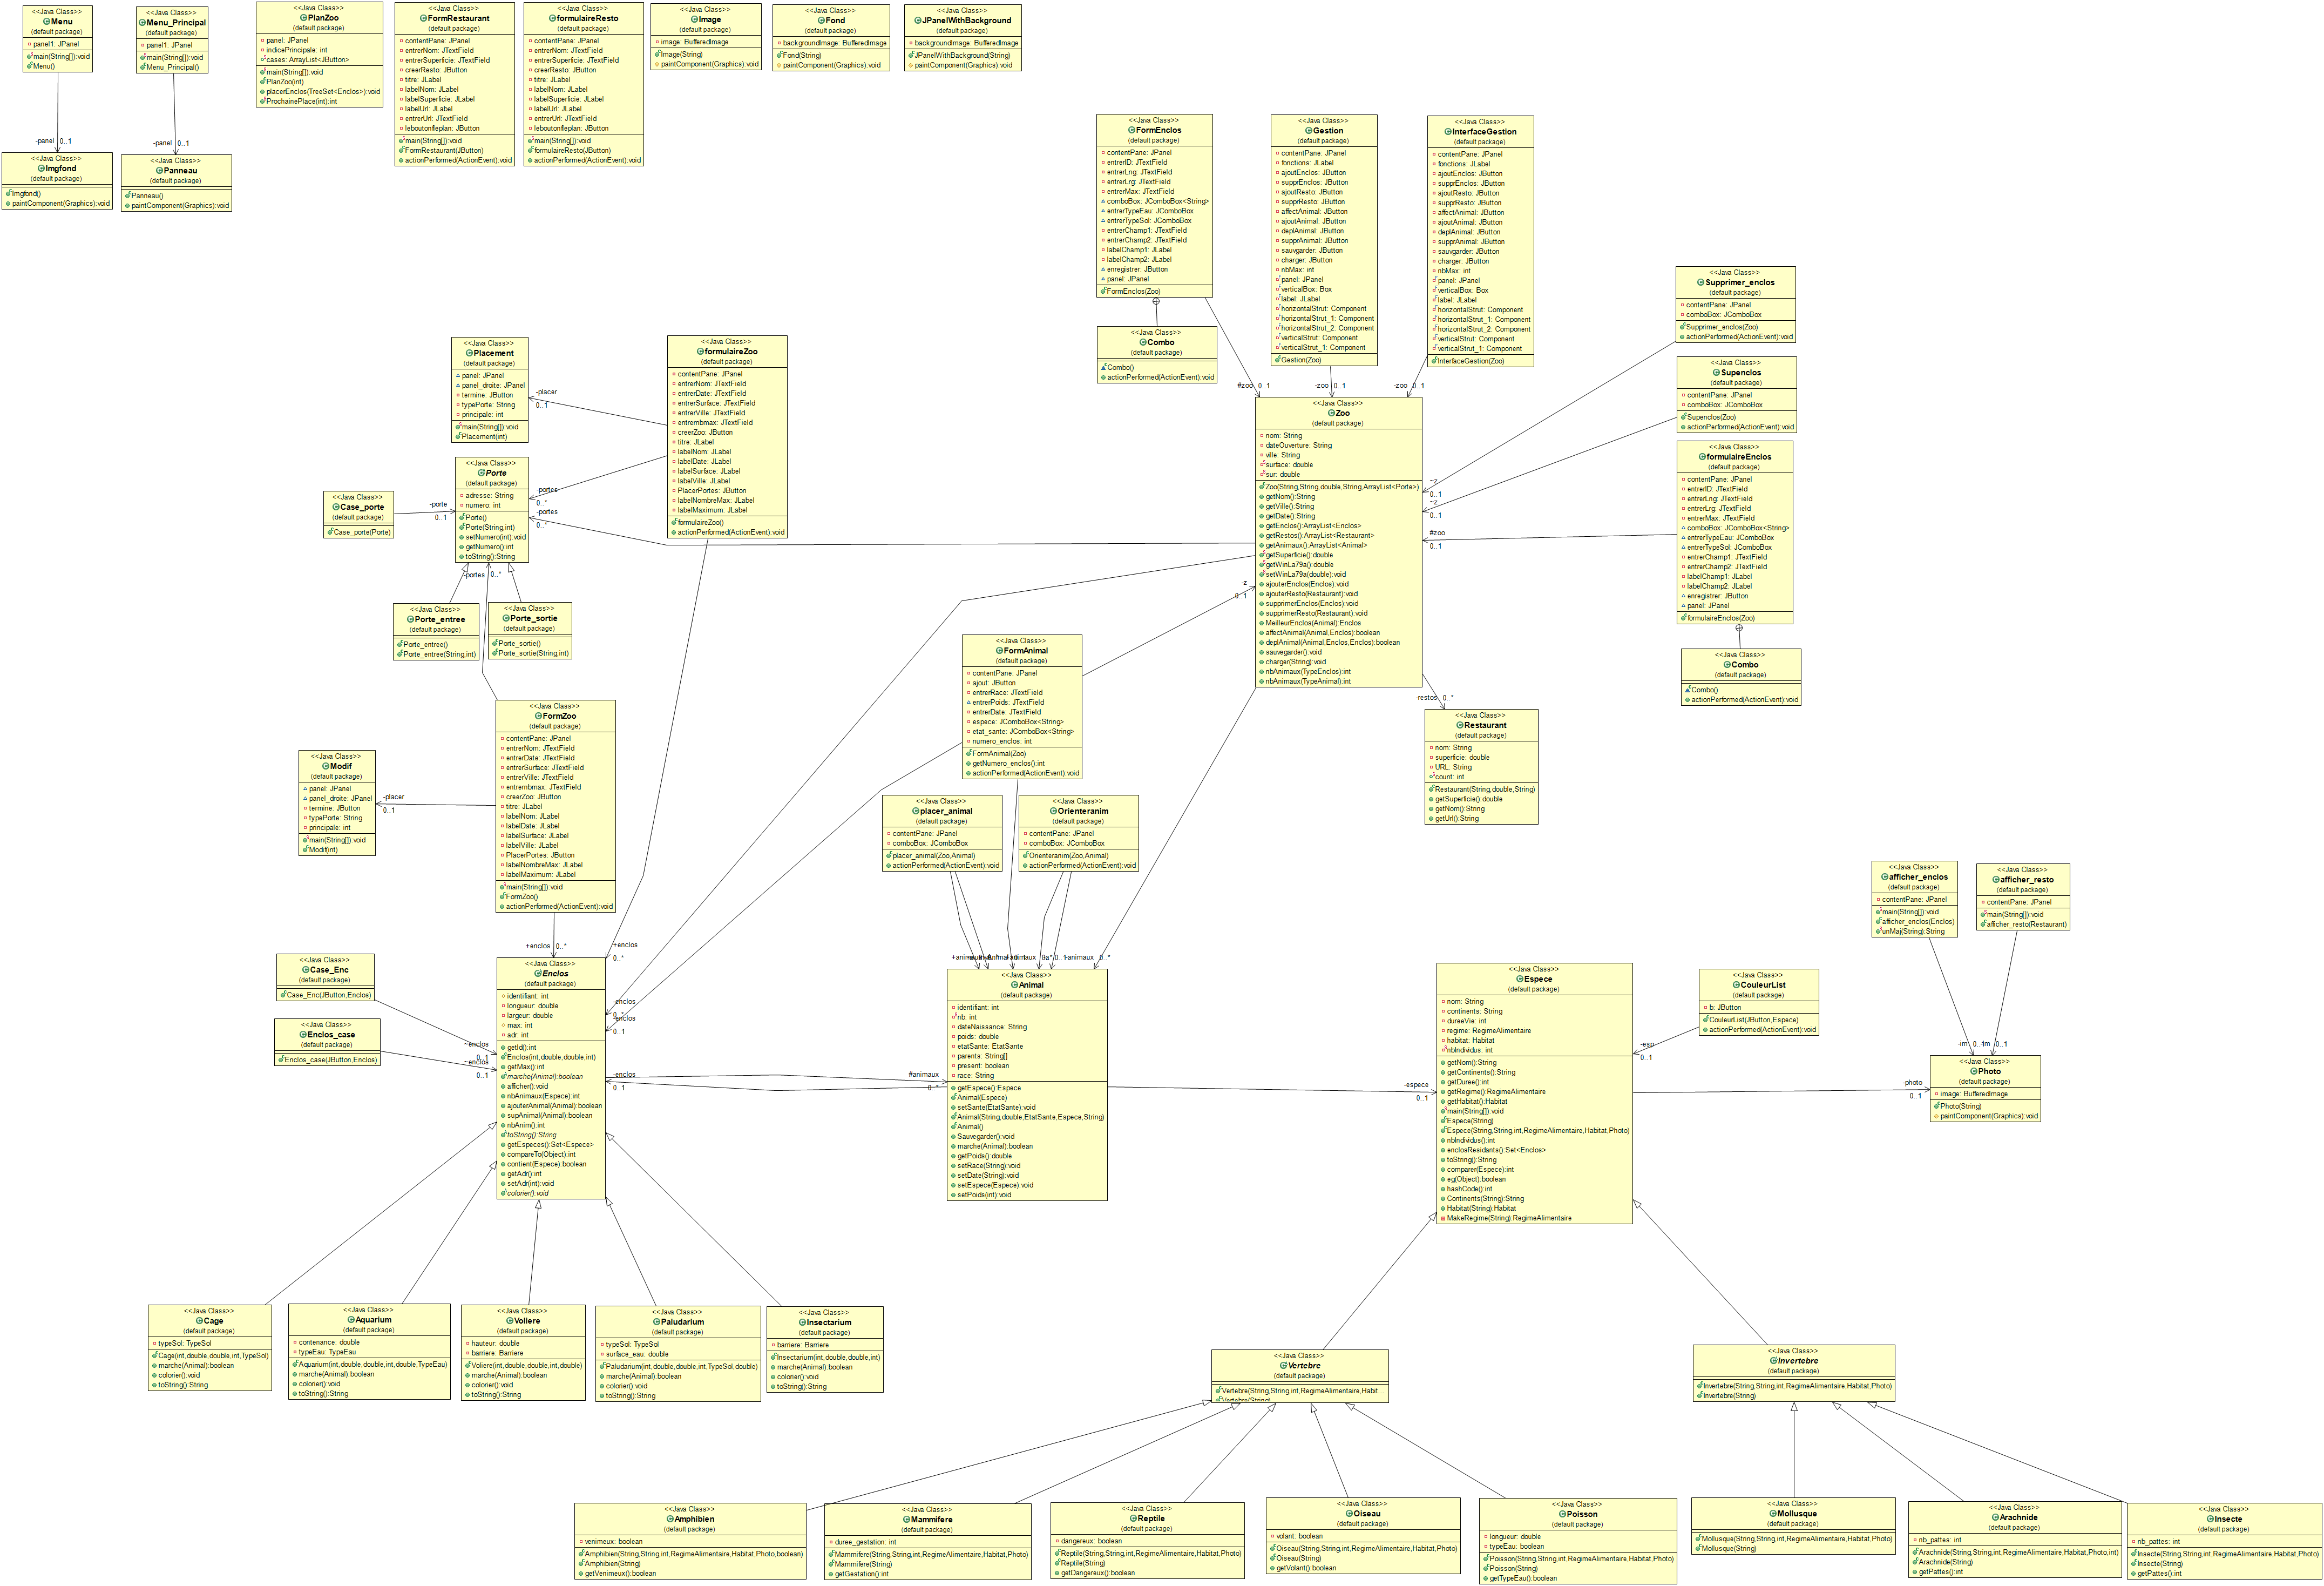 <<Java Class>>
Menu
(default package)
panel1: JPanel
main(String[]):void
Menu()
-panel 0..1
<<Java Class>>
Imgfond
(default package)
Imgfond()
paintComponent(Graphics):void
<<Java Class>>
Menu_Principal
(default package)
panel1: JPanel
main(String[]):void
Menu_Principal()
-panel 0..1
<<Java Class>>
Panneau
(default package)
Panneau()
paintComponent(Graphics):void
<<Java Class>>
PlanZoo
(default package)
panel: JPanel
indicePrincipale: int
cases: ArrayList<JButton>
main(String[]):void
PlanZoo(int)
placerEnclos(TreeSet<Enclos>):void
ProchainePlace(int):int
<<Java Class>>
FormRestaurant
(default package)
contentPane: JPanel
entrerNom: JTextField
entrerSuperficie: JTextField
creerResto: JButton
titre: JLabel
labelNom: JLabel
labelSuperficie: JLabel
labelUrl: JLabel
entrerUrl: JTextField
leboutonfleplan: JButton
main(String[]):void
FormRestaurant(JButton)
actionPerformed(ActionEvent):void
<<Java Class>>
formulaireResto
(default package)
contentPane: JPanel
entrerNom: JTextField
entrerSuperficie: JTextField
creerResto: JButton
titre: JLabel
labelNom: JLabel
labelSuperficie: JLabel
labelUrl: JLabel
entrerUrl: JTextField
leboutonfleplan: JButton
main(String[]):void
formulaireResto(JButton)
actionPerformed(ActionEvent):void
<<Java Class>>
Image
(default package)
image: BufferedImage
Image(String)
paintComponent(Graphics):void
<<Java Class>>
Fond
(default package)
backgroundImage: BufferedImage
Fond(String)
paintComponent(Graphics):void
<<Java Class>>
JPanelWithBackground
(default package)
backgroundImage: BufferedImage
JPanelWithBackground(String)
paintComponent(Graphics):void
<<Java Class>>
FormEnclos
(default package)
contentPane: JPanel
entrerID: JTextField
entrerLng: JTextField
entrerLrg: JTextField
entrerMax: JTextField
comboBox: JComboBox<String>
entrerTypeEau: JComboBox
entrerTypeSol: JComboBox
entrerChamp1: JTextField
entrerChamp2: JTextField
labelChamp1: JLabel
labelChamp2: JLabel
enregistrer: JButton
panel: JPanel
FormEnclos(Zoo)
<<Java Class>>
Combo
(default package)
Combo()
actionPerformed(ActionEvent):void
#zoo 0..1
<<Java Class>>
Gestion
(default package)
contentPane: JPanel
fonctions: JLabel
ajoutEnclos: JButton
supprEnclos: JButton
ajoutResto: JButton
supprResto: JButton
affectAnimal: JButton
ajoutAnimal: JButton
deplAnimal: JButton
supprAnimal: JButton
sauvgarder: JButton
charger: JButton
nbMax: int
panel: JPanel
verticalBox: Box
label: JLabel
horizontalStrut: Component
horizontalStrut_1: Component
horizontalStrut_2: Component
verticalStrut: Component
verticalStrut_1: Component
Gestion(Zoo)
-zoo 0..1
<<Java Class>>
InterfaceGestion
(default package)
contentPane: JPanel
fonctions: JLabel
ajoutEnclos: JButton
supprEnclos: JButton
ajoutResto: JButton
supprResto: JButton
affectAnimal: JButton
ajoutAnimal: JButton
deplAnimal: JButton
supprAnimal: JButton
sauvgarder: JButton
charger: JButton
nbMax: int
panel: JPanel
verticalBox: Box
label: JLabel
horizontalStrut: Component
horizontalStrut_1: Component
horizontalStrut_2: Component
verticalStrut: Component
verticalStrut_1: Component
InterfaceGestion(Zoo)
-zoo 0..1
<<Java Class>>
Supprimer_enclos
(default package)
contentPane: JPanel
comboBox: JComboBox
Supprimer_enclos(Zoo)
actionPerformed(ActionEvent):void
~z
0..1
<<Java Class>>
Supenclos
(default package)
contentPane: JPanel
comboBox: JComboBox
Supenclos(Zoo)
actionPerformed(ActionEvent):void
~z
0..1
<<Java Class>>
formulaireEnclos
(default package)
contentPane: JPanel
entrerID: JTextField
entrerLng: JTextField
entrerLrg: JTextField
entrerMax: JTextField
comboBox: JComboBox<String>
entrerTypeEau: JComboBox
entrerTypeSol: JComboBox
entrerChamp1: JTextField
entrerChamp2: JTextField
labelChamp1: JLabel
labelChamp2: JLabel
enregistrer: JButton
panel: JPanel
formulaireEnclos(Zoo)
#zoo
0..1
<<Java Class>>
Combo
(default package)
Combo()
actionPerformed(ActionEvent):void
<<Java Class>>
Placement
(default package)
panel: JPanel
panel_droite: JPanel
termine: JButton
typePorte: String
principale: int
main(String[]):void
Placement(int)
-placer
0..1
<<Java Class>>
formulaireZoo
(default package)
contentPane: JPanel
entrerNom: JTextField
entrerDate: JTextField
entrerSurface: JTextField
entrerVille: JTextField
entrernbmax: JTextField
creerZoo: JButton
titre: JLabel
labelNom: JLabel
labelDate: JLabel
labelSurface: JLabel
labelVille: JLabel
PlacerPortes: JButton
labelNombreMax: JLabel
labelMaximum: JLabel
formulaireZoo()
actionPerformed(ActionEvent):void
<<Java Class>>
Porte
(default package)
adresse: String
numero: int
Porte()
Porte(String,int)
setNumero(int):void
getNumero():int
toString():String
-portes
0..*
-portes
0..*
<<Java Class>>
Case_porte
(default package)
Case_porte(Porte)
-porte
0..1
-portes 0..*
<<Java Class>>
Porte_entree
(default package)
Porte_entree()
Porte_entree(String,int)
<<Java Class>>
Porte_sortie
(default package)
Porte_sortie()
Porte_sortie(String,int)
<<Java Class>>
Zoo
(default package)
nom: String
dateOuverture: String
ville: String
surface: double
sur: double
Zoo(String,String,double,String,ArrayList<Porte>)
getNom():String
getVille():String
getDate():String
getEnclos():ArrayList<Enclos>
getRestos():ArrayList<Restaurant>
getAnimaux():ArrayList<Animal>
getSuperficie():double
getWinLa79a():double
setWinLa79a(double):void
ajouterEnclos(Enclos):void
ajouterResto(Restaurant):void
supprimerEnclos(Enclos):void
supprimerResto(Restaurant):void
MeilleurEnclos(Animal):Enclos
affectAnimal(Animal,Enclos):boolean
deplAnimal(Animal,Enclos,Enclos):boolean
sauvegarder():void
charger(String):void
nbAnimaux(TypeEnclos):int
nbAnimaux(TypeAnimal):int
-z
0..1
-restos 0..*
<<Java Class>>
Restaurant
(default package)
nom: String
superficie: double
URL: String
count: int
Restaurant(String,double,String)
getSuperficie():double
getNom():String
getUrl():String
<<Java Class>>
FormAnimal
(default package)
contentPane: JPanel
ajout: JButton
entrerRace: JTextField
entrerPoids: JTextField
entrerDate: JTextField
espece: JComboBox<String>
etat_sante: JComboBox<String>
numero_enclos: int
FormAnimal(Zoo)
getNumero_enclos():int
actionPerformed(ActionEvent):void
<<Java Class>>
FormZoo
(default package)
contentPane: JPanel
entrerNom: JTextField
entrerDate: JTextField
entrerSurface: JTextField
entrerVille: JTextField
entrernbmax: JTextField
creerZoo: JButton
titre: JLabel
labelNom: JLabel
labelDate: JLabel
labelSurface: JLabel
labelVille: JLabel
PlacerPortes: JButton
labelNombreMax: JLabel
labelMaximum: JLabel
main(String[]):void
FormZoo()
actionPerformed(ActionEvent):void
<<Java Class>>
Modif
(default package)
panel: JPanel
panel_droite: JPanel
termine: JButton
typePorte: String
principale: int
main(String[]):void
Modif(int)
-placer
0..1
<<Java Class>>
placer_animal
(default package)
contentPane: JPanel
comboBox: JComboBox
placer_animal(Zoo,Animal)
actionPerformed(ActionEvent):void
<<Java Class>>
Orienteranim
(default package)
contentPane: JPanel
comboBox: JComboBox
Orienteranim(Zoo,Animal)
actionPerformed(ActionEvent):void
+enclos 0..*
+enclos
0..*
<<Java Class>>
Case_Enc
(default package)
Case_Enc(JButton,Enclos)
~enclos
0..1
<<Java Class>>
Enclos_case
(default package)
Enclos_case(JButton,Enclos)
~enclos
0..1
<<Java Class>>
Enclos
(default package)
identifiant: int
longueur: double
largeur: double
max: int
adr: int
getId():int
Enclos(int,double,double,int)
getMax():int
marche(Animal):boolean
afficher():void
nbAnimaux(Espece):int
ajouterAnimal(Animal):boolean
supAnimal(Animal):boolean
nbAnim():int
toString():String
getEspeces():Set<Espece>
compareTo(Object):int
contient(Espece):boolean
getAdr():int
setAdr(int):void
colorier():void
-enclos
-enclos
0..1
-enclos
0..1
#animaux
0..*
-animaux 0..*
<<Java Class>>
Animal
(default package)
identifiant: int
nb: int
dateNaissance: String
poids: double
etatSante: EtatSante
parents: String[]
present: boolean
race: String
getEspece():Espece
Animal(Espece)
setSante(EtatSante):void
Animal(String,double,EtatSante,Espece,String)
Animal()
Sauvegarder():void
marche(Animal):boolean
getPoids():double
setRace(String):void
setDate(String):void
setEspece(Espece):void
setPoids(int):void
-espece
0..1
<<Java Class>>
Espece
(default package)
nom: String
continents: String
dureeVie: int
regime: RegimeAlimentaire
habitat: Habitat
nbIndividus: int
getNom():String
getContinents():String
getDuree():int
getRegime():RegimeAlimentaire
getHabitat():Habitat
main(String[]):void
Espece(String)
Espece(String,String,int,RegimeAlimentaire,Habitat,Photo)
nbIndividus():int
enclosResidants():Set<Enclos>
toString():String
comparer(Espece):int
eg(Object):boolean
hashCode():int
Continents(String):String
Habitat(String):Habitat
MakeRegime(String):RegimeAlimentaire
<<Java Class>>
CouleurList
(default package)
b: JButton
CouleurList(JButton,Espece)
actionPerformed(ActionEvent):void
-esp
0..1
<<Java Class>>
afficher_enclos
(default package)
contentPane: JPanel
main(String[]):void
afficher_enclos(Enclos)
unMaj(String):String
<<Java Class>>
afficher_resto
(default package)
contentPane: JPanel
main(String[]):void
afficher_resto(Restaurant)
-im 0..1
0..1
-photo
0..1
<<Java Class>>
Photo
(default package)
image: BufferedImage
Photo(String)
paintComponent(Graphics):void
<<Java Class>>
Cage
(default package)
typeSol: TypeSol
Cage(int,double,double,int,TypeSol)
marche(Animal):boolean
colorier():void
toString():String
<<Java Class>>
Aquarium
(default package)
contenance: double
typeEau: TypeEau
Aquarium(int,double,double,int,double,TypeEau)
marche(Animal):boolean
colorier():void
toString():String
<<Java Class>>
Voliere
(default package)
hauteur: double
barriere: Barriere
Voliere(int,double,double,int,double)
marche(Animal):boolean
colorier():void
toString():String
<<Java Class>>
Paludarium
(default package)
typeSol: TypeSol
surface_eau: double
Paludarium(int,double,double,int,TypeSol,double)
marche(Animal):boolean
colorier():void
toString():String
<<Java Class>>
Insectarium
(default package)
barriere: Barriere
Insectarium(int,double,double,int)
marche(Animal):boolean
colorier():void
toString():String
<<Java Class>>
Vertebre
(default package)
Vertebre(String,String,int,RegimeAlimentaire,Habit...
Vertebre(String)
<<Java Class>>
Invertebre
(default package)
Invertebre(String,String,int,RegimeAlimentaire,Habitat,Photo)
Invertebre(String)
<<Java Class>>
Amphibien
(default package)
venimeux: boolean
Amphibien(String,String,int,RegimeAlimentaire,Habitat,Photo,boolean)
Amphibien(String)
getVenimeux():boolean
<<Java Class>>
Mammifere
(default package)
duree_gestation: int
Mammifere(String,String,int,RegimeAlimentaire,Habitat,Photo)
Mammifere(String)
getGestation():int
<<Java Class>>
Reptile
(default package)
dangereux: boolean
Reptile(String,String,int,RegimeAlimentaire,Habitat,Photo)
Reptile(String)
getDangereux():boolean
<<Java Class>>
Oiseau
(default package)
volant: boolean
Oiseau(String,String,int,RegimeAlimentaire,Habitat,Photo)
Oiseau(String)
getVolant():boolean
<<Java Class>>
Poisson
(default package)
longueur: double
typeEau: boolean
Poisson(String,String,int,RegimeAlimentaire,Habitat,Photo)
Poisson(String)
getTypeEau():boolean
<<Java Class>>
Mollusque
(default package)
Mollusque(String,String,int,RegimeAlimentaire,Habitat,Photo)
Mollusque(String)
<<Java Class>>
Arachnide
(default package)
nb_pattes: int
Arachnide(String,String,int,RegimeAlimentaire,Habitat,Photo,int)
Arachnide(String)
getPattes():int
<<Java Class>>
Insecte
(default package)
nb_pattes: int
Insecte(String,String,int,RegimeAlimentaire,Habitat,Photo)
Insecte(String)
getPattes():int